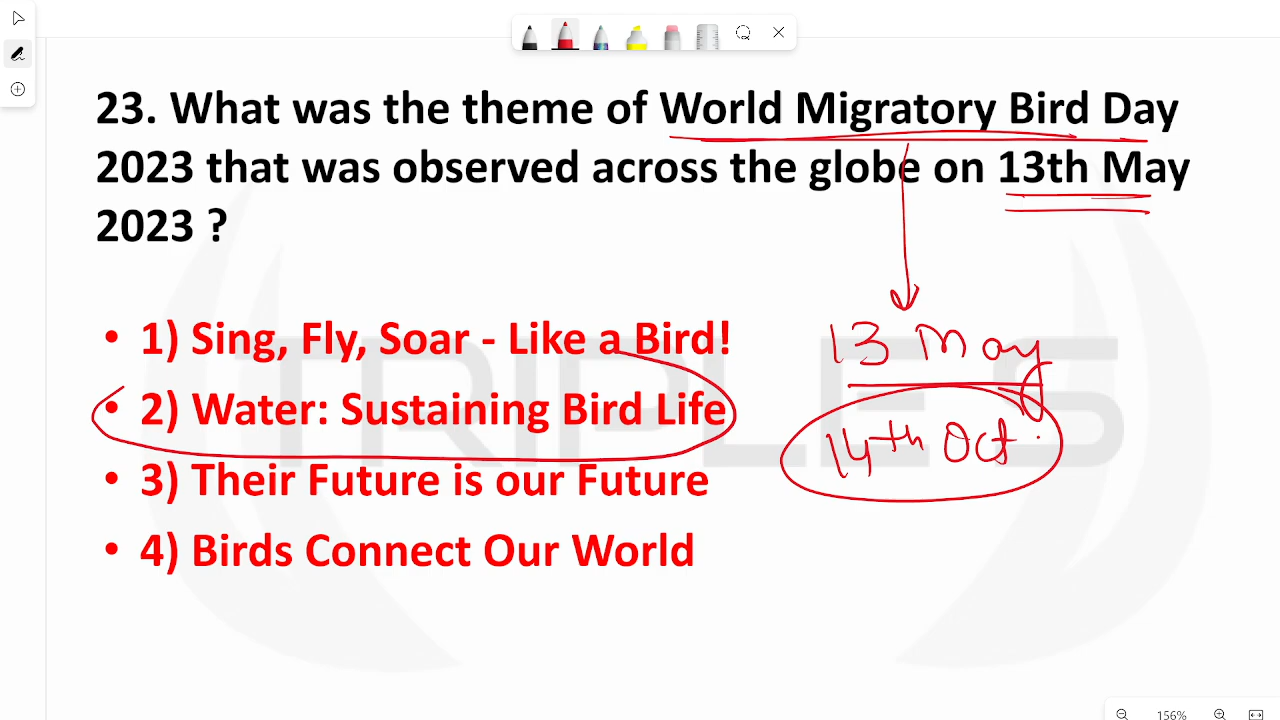 23. What was the theme of World Migratory Bird Day
2023 that was observed across the globe on 13th May
2023 ?
• 1) Sing, Fly, Soar - Like a Bird!
• 2) Water: Sustaining Bird Life
• 3) Their Future is our Future
• 4) Birds Connect Our World
13 May
14th Oct.
TRIPLES
156%